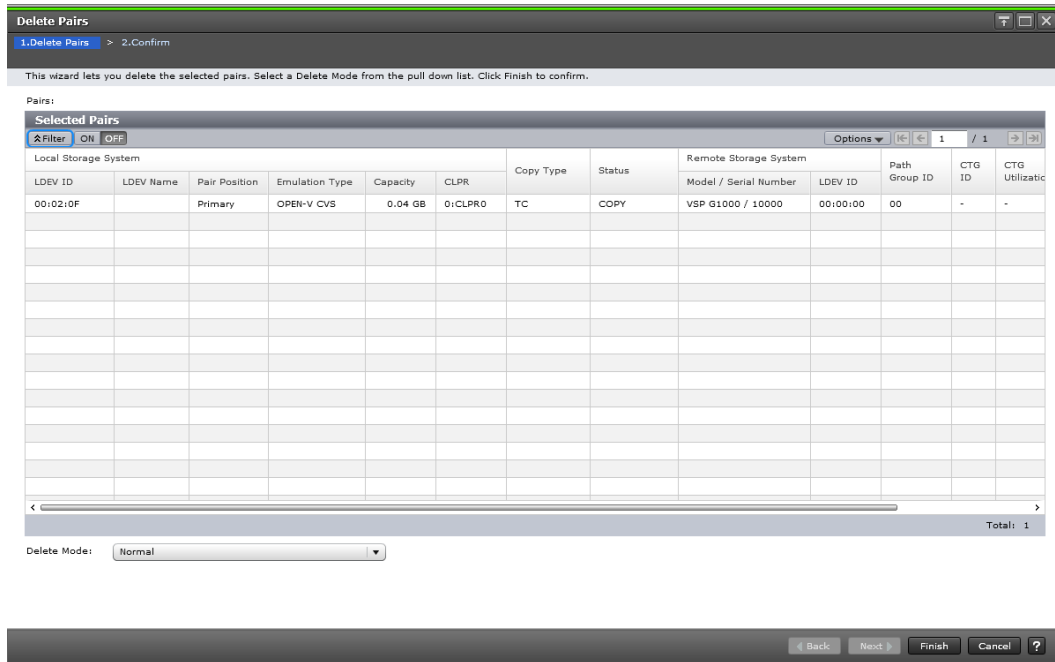 Delete Pairs
1.Delete Pairs > 2.Confirm
This wizard lets you delete the selected pairs. Select a Delete Mode from the pull down list. Click Finish to confirm.
Pairs:
Selected Pairs
Filter ON OFF Options 1 / 1
Local Storage System Copy Type Status Remote Storage System Path Group ID CTG ID CTG Utilizatio
LDEV ID LDEV Name Pair Position Emulation Type Capacity CLPR Model / Serial Number LDEV ID
00:02:0F Primary OPEN-V CVS 0.04 GB 0:CLPR0 TC COPY VSP G1000 / 10000 00:00:00 00 - -
Total: 1
Delete Mode: Normal
Back Next Finish Cancel ?